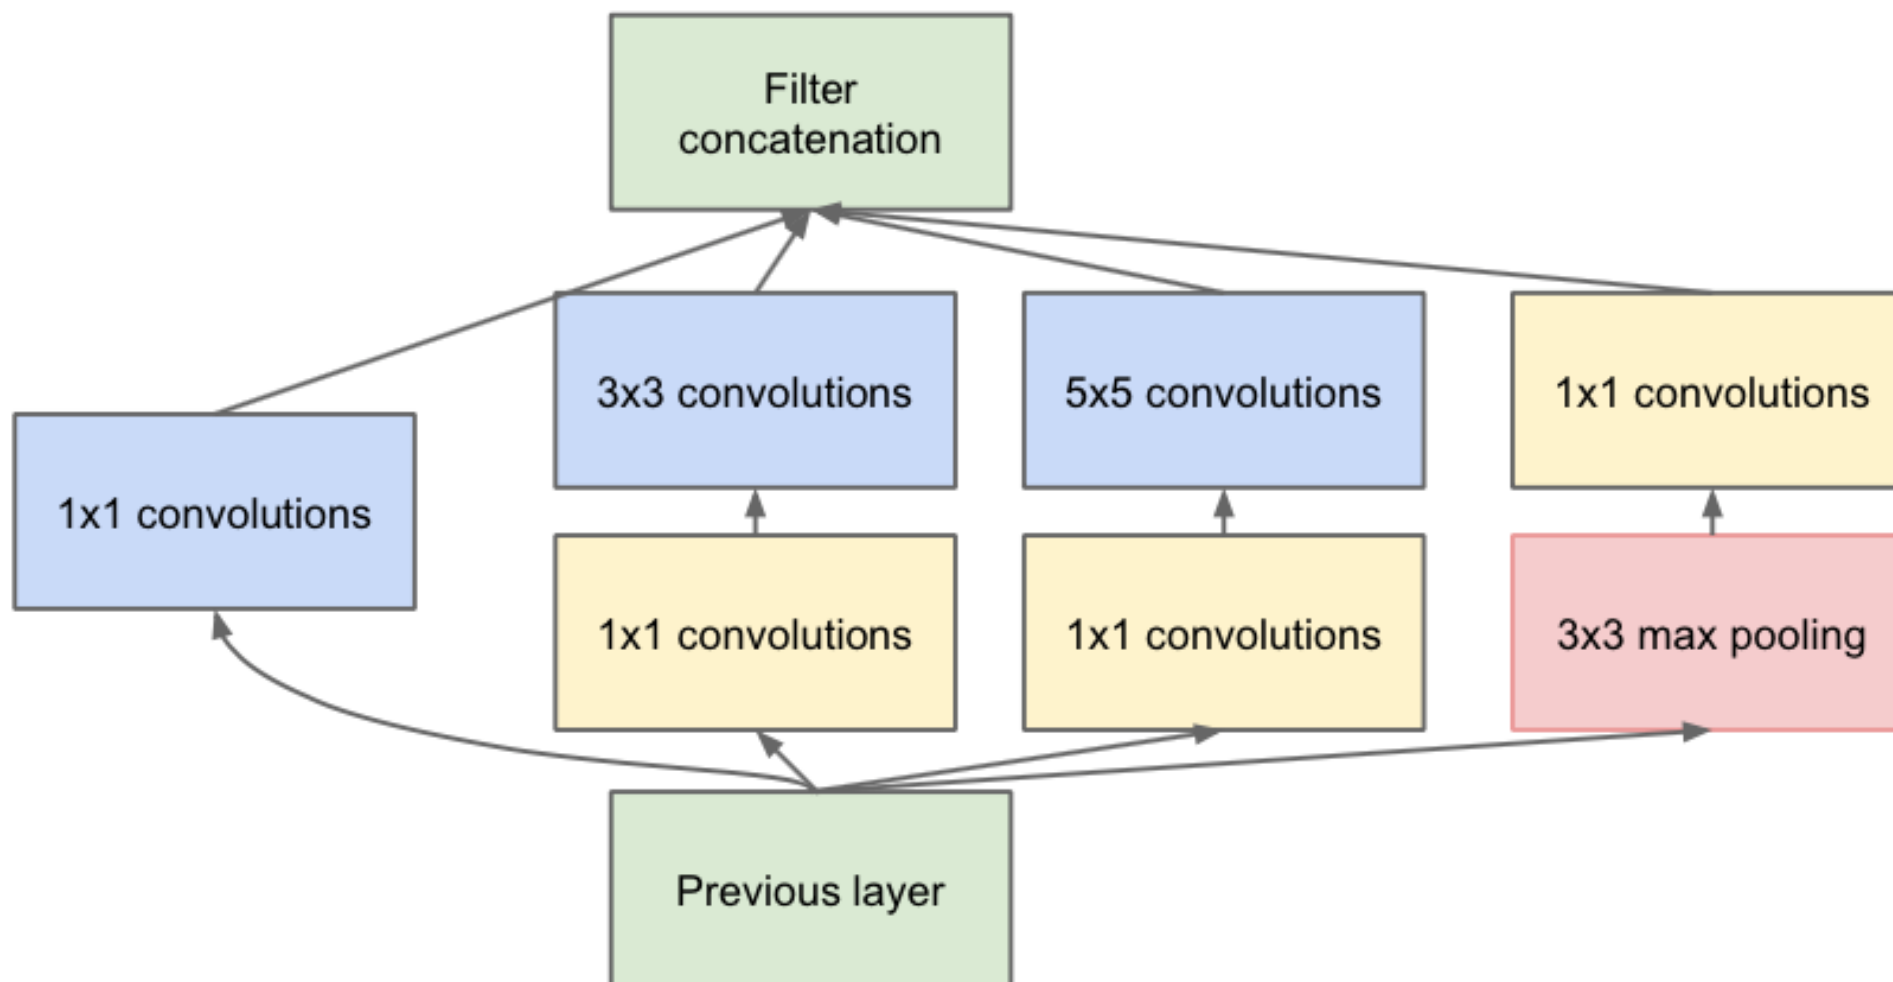 Filter
concatenation
3x3 convolutions
5x5 convolutions
1x1 convolutions
1x1 convolutions
1x1 convolutions
1x1 convolutions
3x3 max pooling
Previous layer